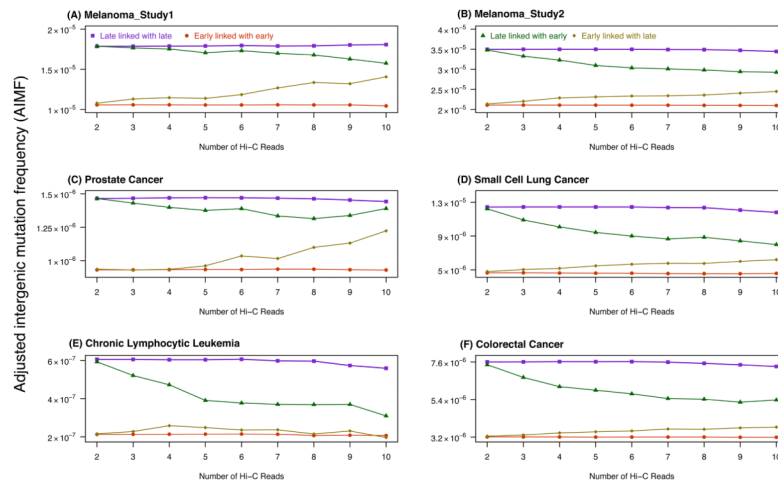 Adjusted intergenic mutation frequency (AIMF)
(A) Melanoma_Study1
Late linked with late
Early linked with early
2 × 10⁻⁵
1.5 × 10⁻⁵
1 × 10⁻⁵
2 3 4 5 6 7 8 9 10
Number of Hi-C Reads
(B) Melanoma_Study2
Late linked with early
Early linked with late
4 × 10⁻⁵
3.5 × 10⁻⁵
3 × 10⁻⁵
2.5 × 10⁻⁵
2 × 10⁻⁵
2 3 4 5 6 7 8 9 10
Number of Hi-C Reads
(C) Prostate Cancer
1.5 × 10⁻⁶
1.25 × 10⁻⁶
1 × 10⁻⁶
2 3 4 5 6 7 8 9 10
Number of Hi-C Reads
(D) Small Cell Lung Cancer
1.3 × 10⁻⁵
9 × 10⁻⁶
5 × 10⁻⁶
2 3 4 5 6 7 8 9 10
Number of Hi-C Reads
(E) Chronic Lymphocytic Leukemia
6 × 10⁻⁷
4 × 10⁻⁷
2 × 10⁻⁷
2 3 4 5 6 7 8 9 10
Number of Hi-C Reads
(F) Colorectal Cancer
7.6 × 10⁻⁶
5.4 × 10⁻⁶
3.2 × 10⁻⁶
2 3 4 5 6 7 8 9 10
Number of Hi-C Reads